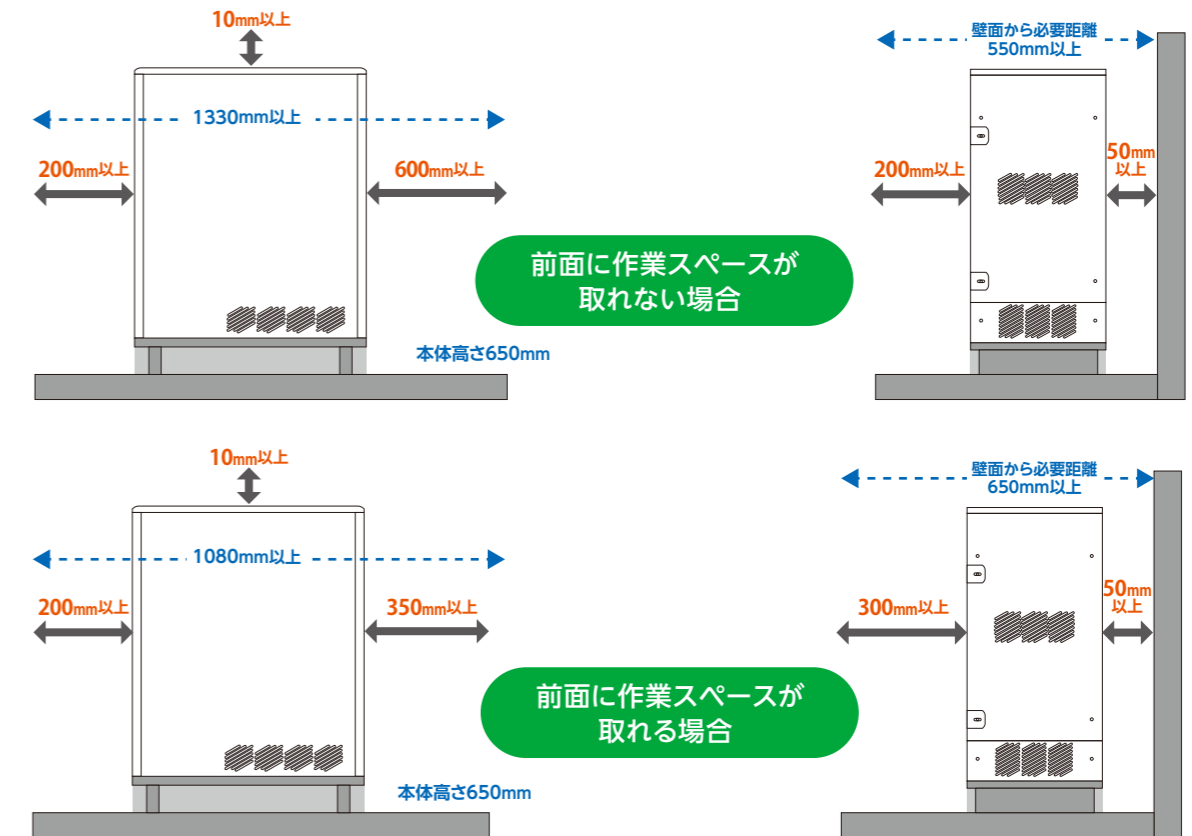 10mm以上
1330mm以上
200mm以上
600mm以上
本体高さ650mm
前面に作業スペースが
取れない場合
壁面から必要距離
550mm以上
200mm以上
50mm
以上
10mm以上
1080mm以上
200mm以上
350mm以上
本体高さ650mm
前面に作業スペースが
取れる場合
壁面から必要距離
650mm以上
300mm以上
50mm
以上